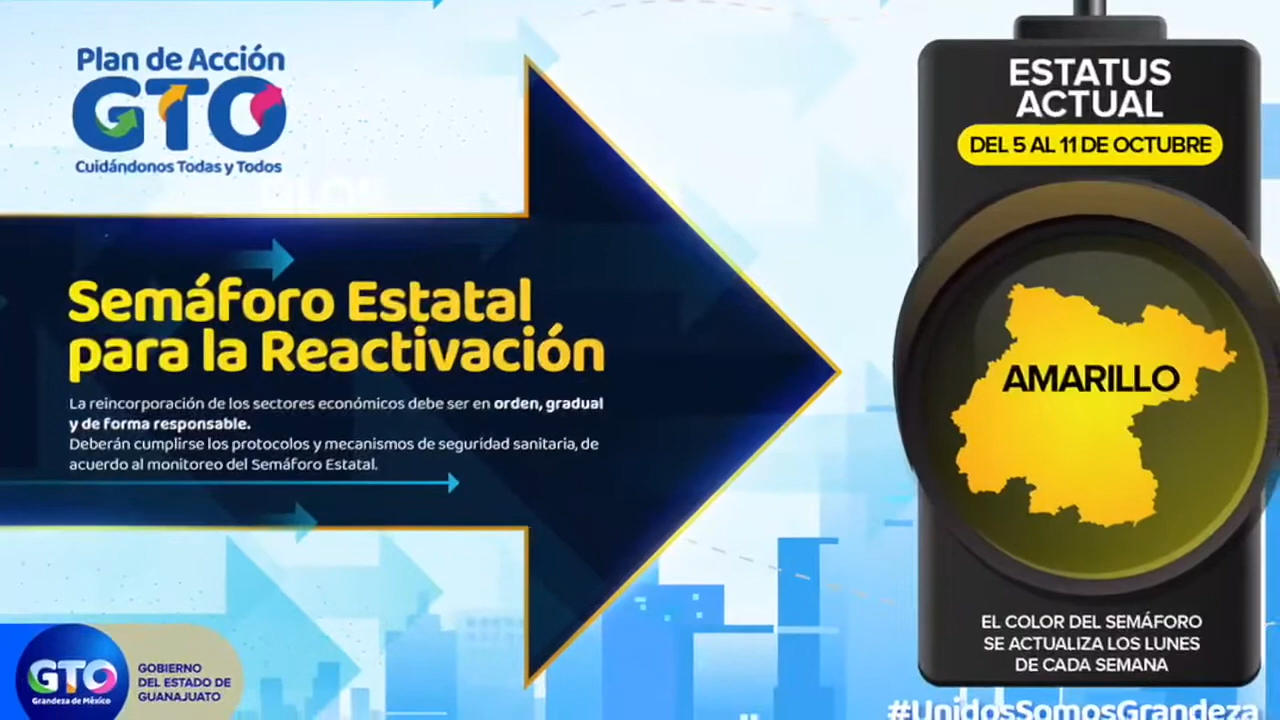 Plan de Acción
GTO
Cuidándonos Todas y Todos
Semáforo Estatal
para la Reactivación
La reincorporación de los sectores económicos debe ser en orden, gradual
y de forma responsable.
Deberán cumplirse los protocolos y mecanismos de seguridad sanitaria, de
acuerdo al monitoreo del Semáforo Estatal.
ESTATUS
ACTUAL
DEL 5 AL 11 DE OCTUBRE
AMARILLO
EL COLOR DEL SEMÁFORO
SE ACTUALIZA LOS LUNES
DE CADA SEMANA
GTO
Grandeza de México
GOBIERNO
DEL ESTADO DE
GUANAJUATO
#UnidosSomosGrandeza